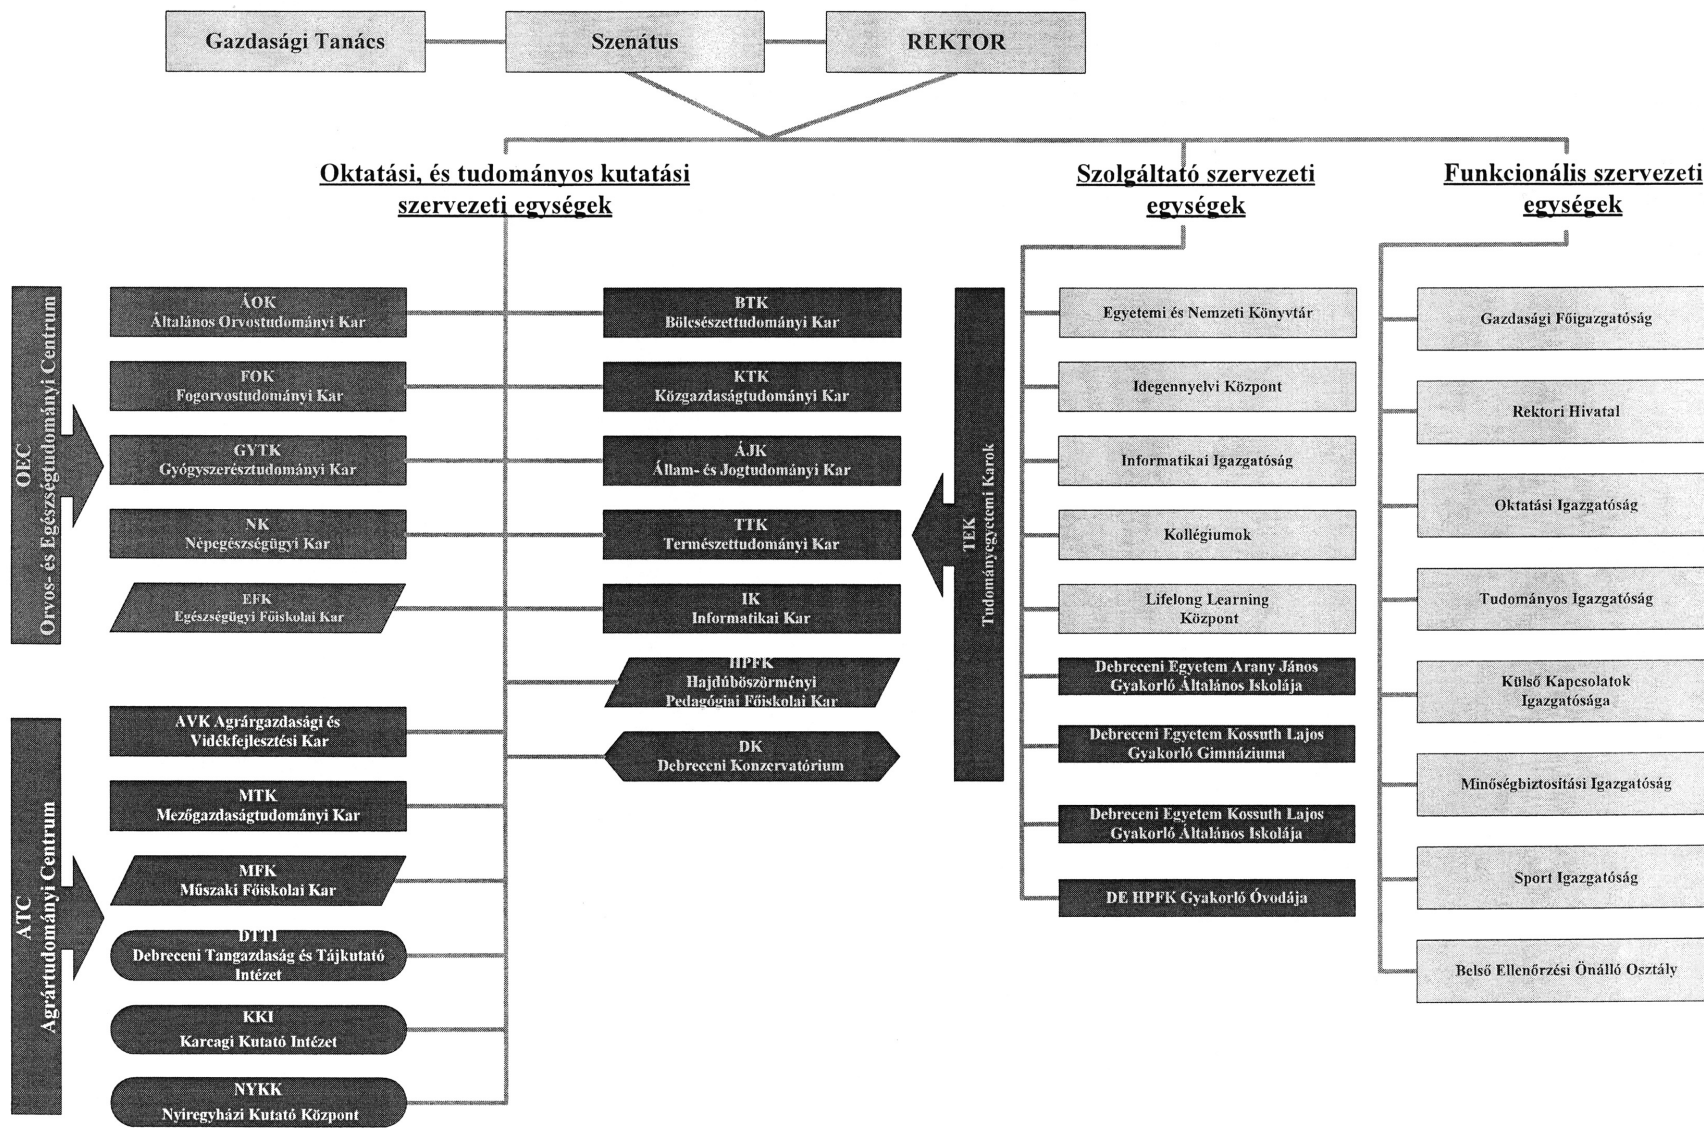 Gazdasági Tanács
Szenátus
REKTOR
Oktatási, és tudományos kutatási
szervezeti egységek
Szolgáltató szervezeti
egységek
Funkcionális szervezeti
egységek
OEC
Orvos- és Egészségtudományi Centrum
ÁOK
Általános Orvostudományi Kar
FOK
Fogorvostudományi Kar
GYTK
Gyógyszerésztudományi Kar
NK
Népegészségügyi Kar
EFK
Egészségügyi Főiskolai Kar
ATC
Agrártudományi Centrum
AVK Agrárgazdasági és
Vidékfejlesztési Kar
MTK
Mezőgazdaságtudományi Kar
MFK
Műszaki Főiskolai Kar
DTTI
Debreceni Tangazdaság és Tájkutató
Intézet
KKI
Karcagi Kutató Intézet
NYKK
Nyiregyházi Kutató Központ
BTK
Bölcsészettudományi Kar
KTK
Közgazdaságtudományi Kar
ÁJK
Állam- és Jogtudományi Kar
TTK
Természettudományi Kar
IK
Informatikai Kar
HPFK
Hajdúböszörményi
Pedagógiai Főiskolai Kar
DK
Debreceni Konzervatórium
TEK
Tudományegyetemi Karok
Egyetemi és Nemzeti Könyvtár
Idegennyelvi Központ
Informatikai Igazgatóság
Kollégiumok
Lifelong Learning
Központ
Debreceni Egyetem Arany János
Gyakorló Általános Iskolája
Debreceni Egyetem Kossuth Lajos
Gyakorló Gimnáziuma
Debreceni Egyetem Kossuth Lajos
Gyakorló Általános Iskolája
DE HPFK Gyakorló Óvodája
Gazdasági Főigazgatóság
Rektori Hivatal
Oktatási Igazgatóság
Tudományos Igazgatóság
Külső Kapcsolatok
Igazgatósága
Minőségbiztosítási Igazgatóság
Sport Igazgatóság
Belső Ellenőrzési Önálló Osztály